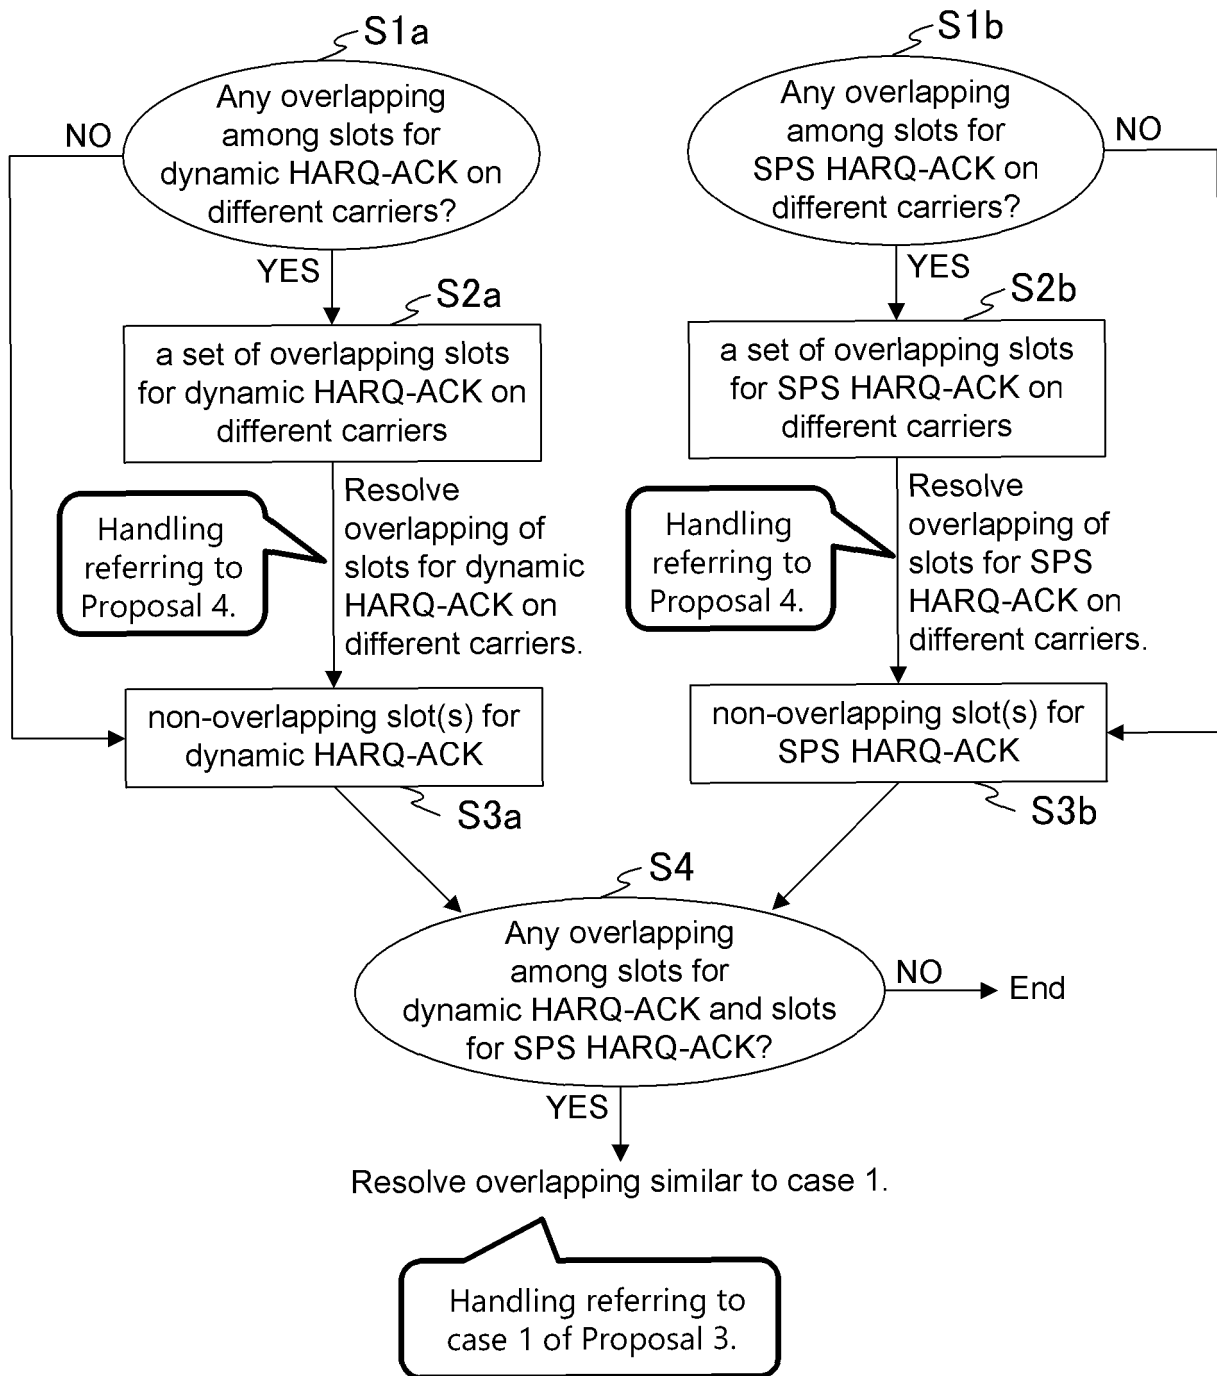 S1a
Any overlapping
among slots for
dynamic HARQ-ACK on
different carriers?
NO
YES
S2a
a set of overlapping slots
for dynamic HARQ-ACK on
different carriers
Handling
referring to
Proposal 4.
Resolve
overlapping of
slots for dynamic
HARQ-ACK on
different carriers.
non-overlapping slot(s) for
dynamic HARQ-ACK
S3a
S1b
Any overlapping
among slots for
SPS HARQ-ACK on
different carriers?
NO
YES
S2b
a set of overlapping slots
for SPS HARQ-ACK on
different carriers
Handling
referring to
Proposal 4.
Resolve
overlapping of
slots for SPS
HARQ-ACK on
different carriers.
non-overlapping slot(s) for
SPS HARQ-ACK
S3b
S4
Any overlapping
among slots for
dynamic HARQ-ACK and slots
for SPS HARQ-ACK?
NO
End
YES
Resolve overlapping similar to case 1.
Handling referring to
case 1 of Proposal 3.